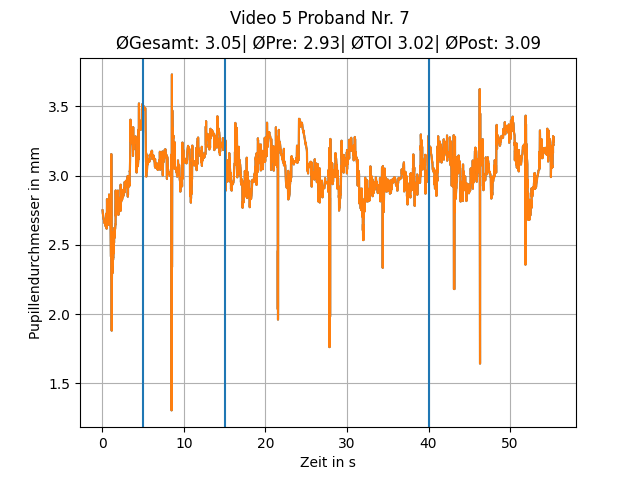 Video 5 Proband Nr. 7
ØGesamt: 3.05| ØPre: 2.93| ØTOI 3.02| ØPost: 3.09
Pupillendurchmesser in mm
3.5
3.0
2.5
2.0
1.5
0 10 20 30 40 50
Zeit in s